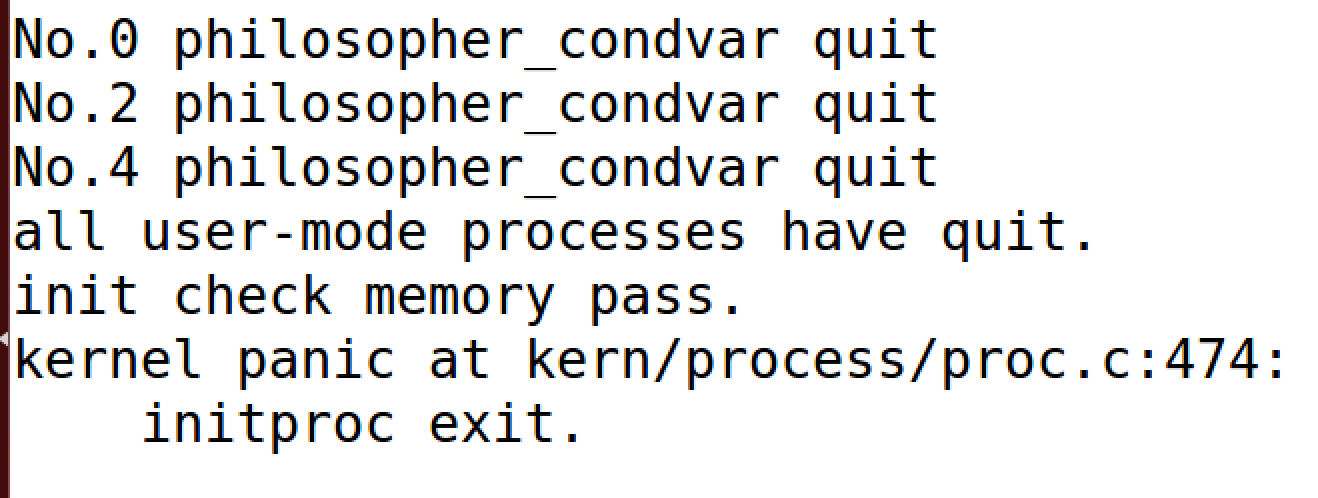 No.0 philosopher_condvar quit
No.2 philosopher_condvar quit
No.4 philosopher_condvar quit
all user-mode processes have quit.
init check memory pass.
kernel panic at kern/process/proc.c:474:
    initproc exit.